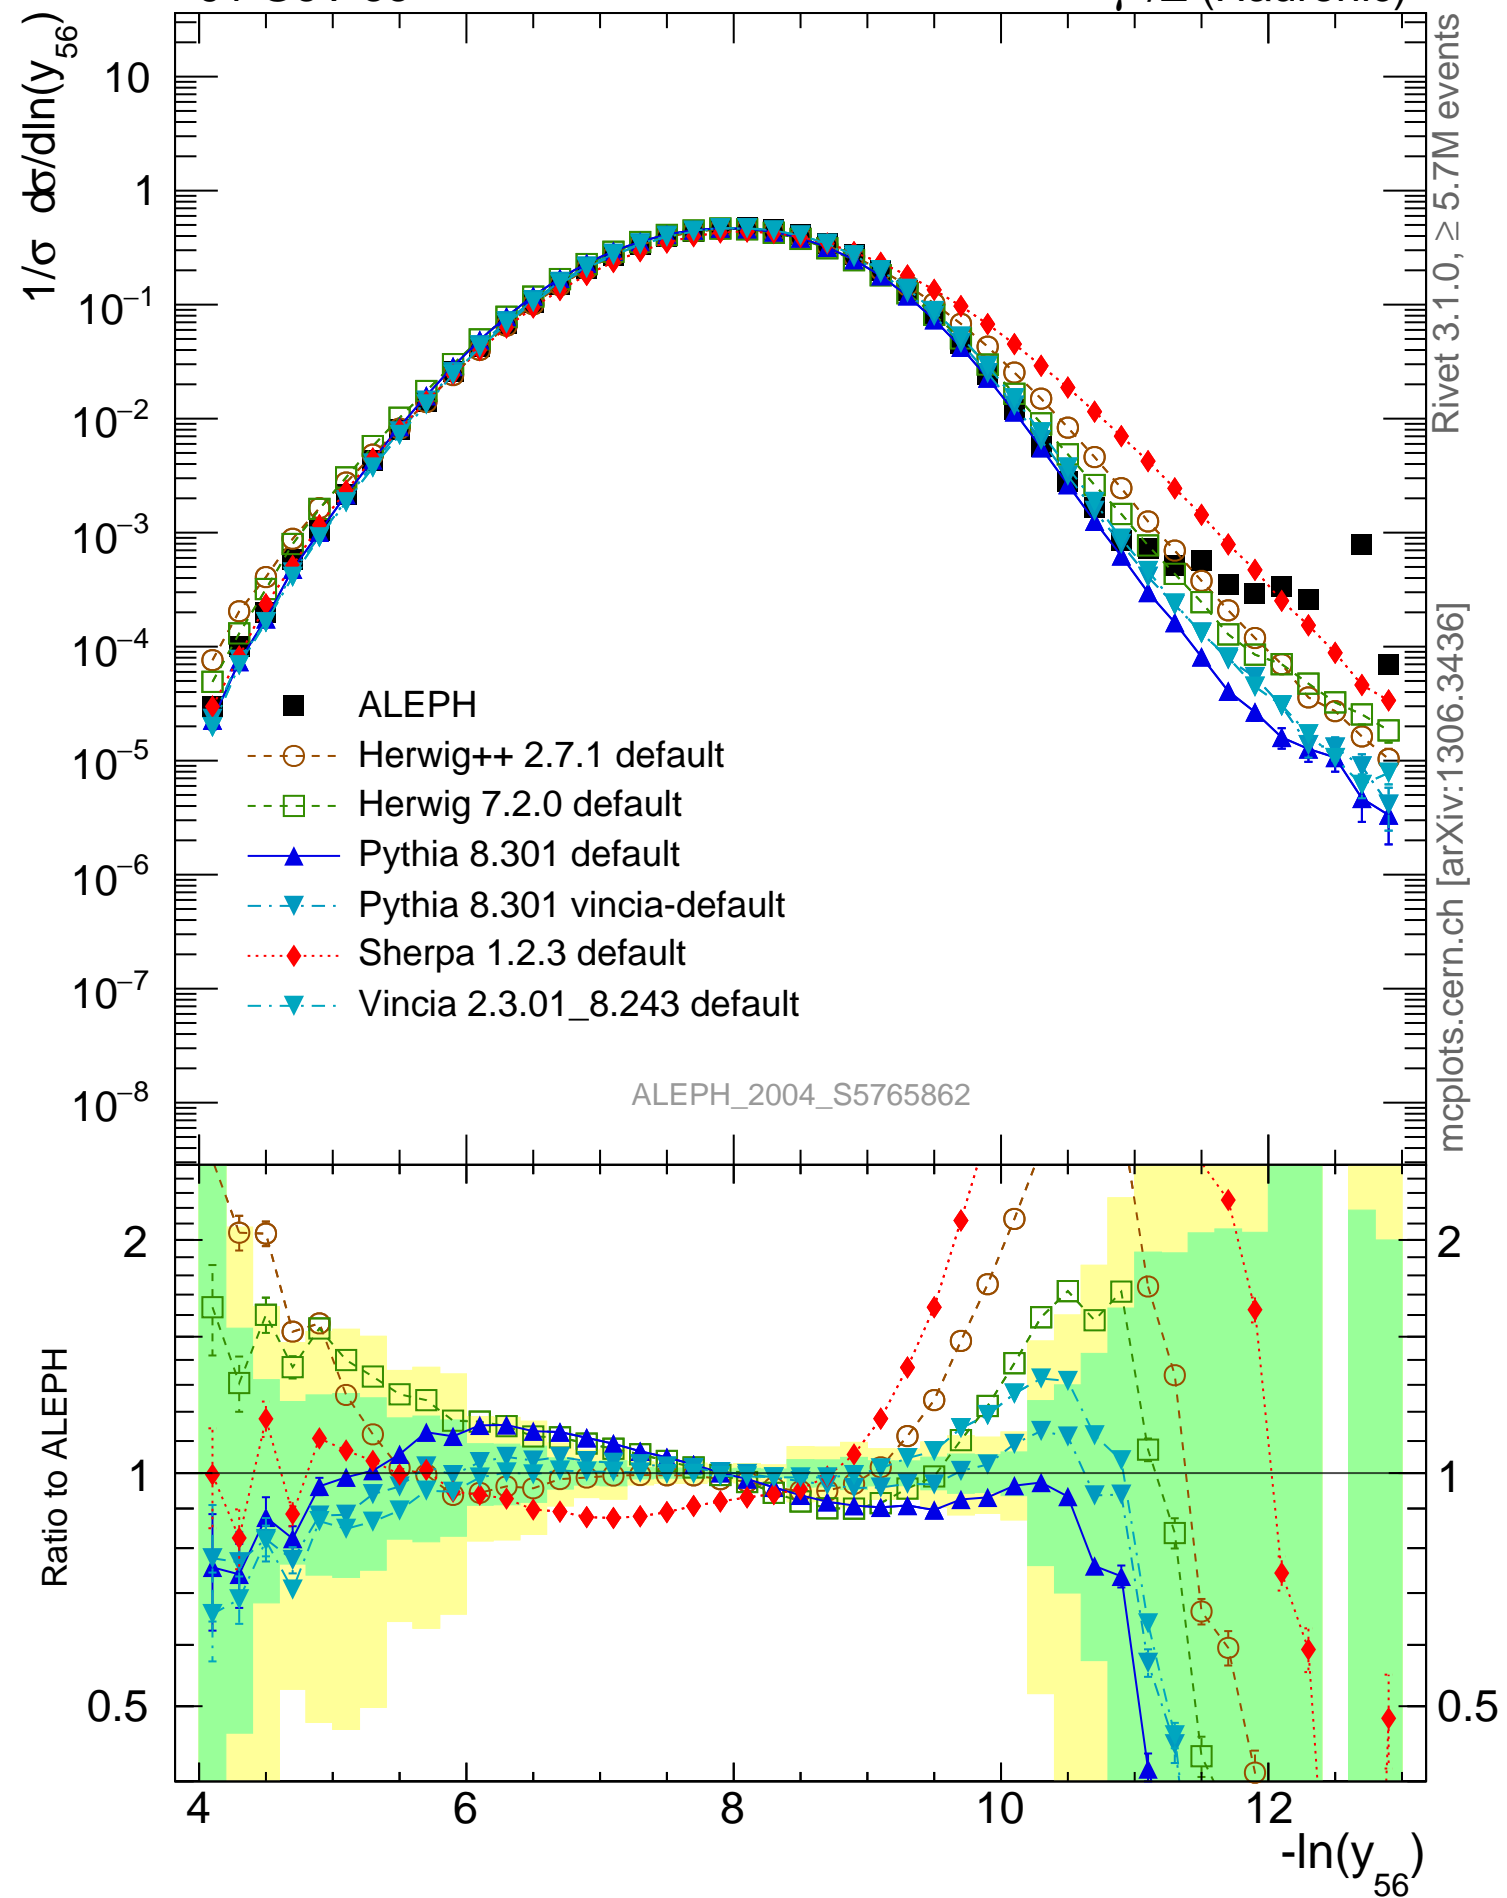 1/σ dσ/dln(y56)
10
1
10−1
10−2
10−3
10−4
10−5
10−6
10−7
10−8
ALEPH
Herwig++ 2.7.1 default
Herwig 7.2.0 default
Pythia 8.301 default
Pythia 8.301 vincia-default
Sherpa 1.2.3 default
Vincia 2.3.01_8.243 default
ALEPH_2004_S5765862
Rivet 3.1.0, ≥ 5.7M events
mcplots.cern.ch [arXiv:1306.3436]
Ratio to ALEPH
2
1
0.5
2
1
0.5
4 6 8 10 12
-ln(y56)